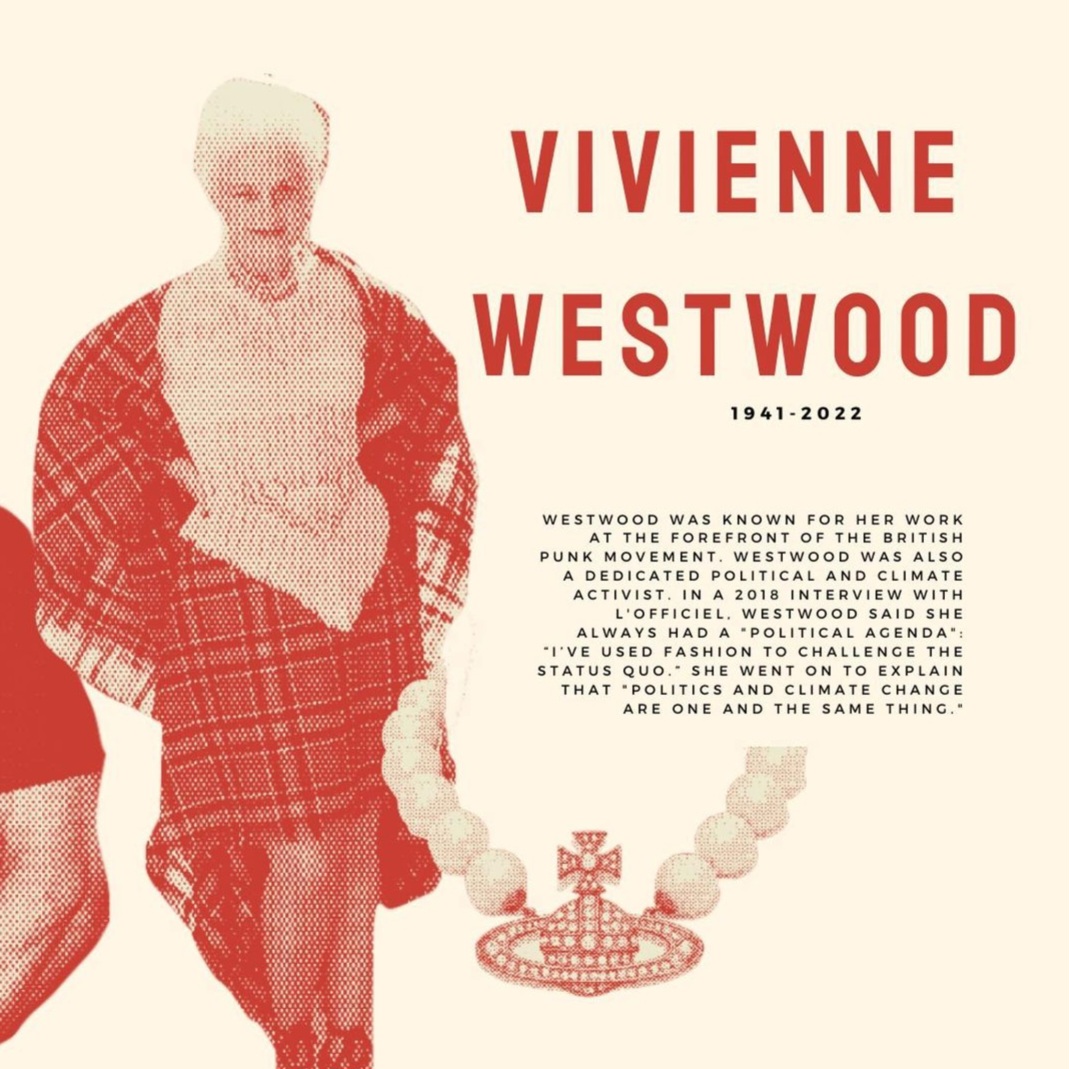 VIVIENNE
WESTWOOD
1941-2022
WESTWOOD WAS KNOWN FOR HER WORK
AT THE FOREFRONT OF THE BRITISH
PUNK MOVEMENT. WESTWOOD WAS ALSO
A DEDICATED POLITICAL AND CLIMATE
ACTIVIST. IN A 2018 INTERVIEW WITH
L'OFFICIEL, WESTWOOD SAID SHE
ALWAYS HAD A "POLITICAL AGENDA":
“I’VE USED FASHION TO CHALLENGE THE
STATUS QUO.” SHE WENT ON TO EXPLAIN
THAT "POLITICS AND CLIMATE CHANGE
ARE ONE AND THE SAME THING."